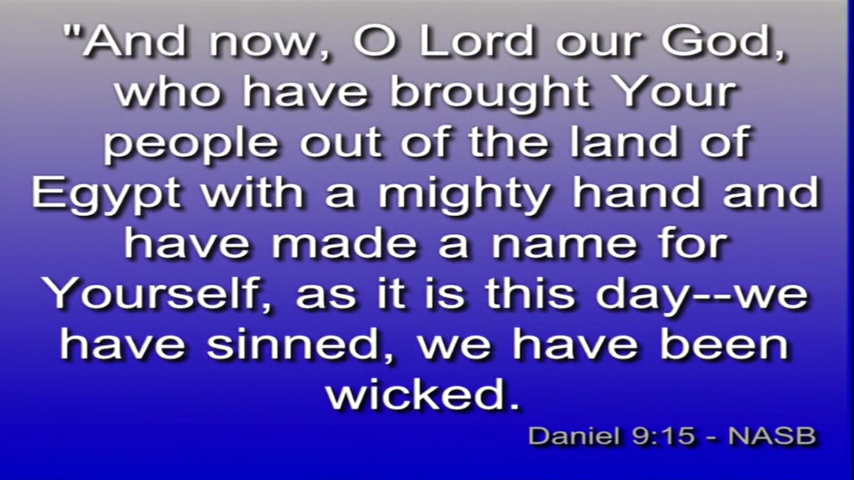 "And now, O Lord our God,
who have brought Your
people out of the land of
Egypt with a mighty hand and
have made a name for
Yourself, as it is this day--we
have sinned, we have been
wicked.
Daniel 9:15 - NASB